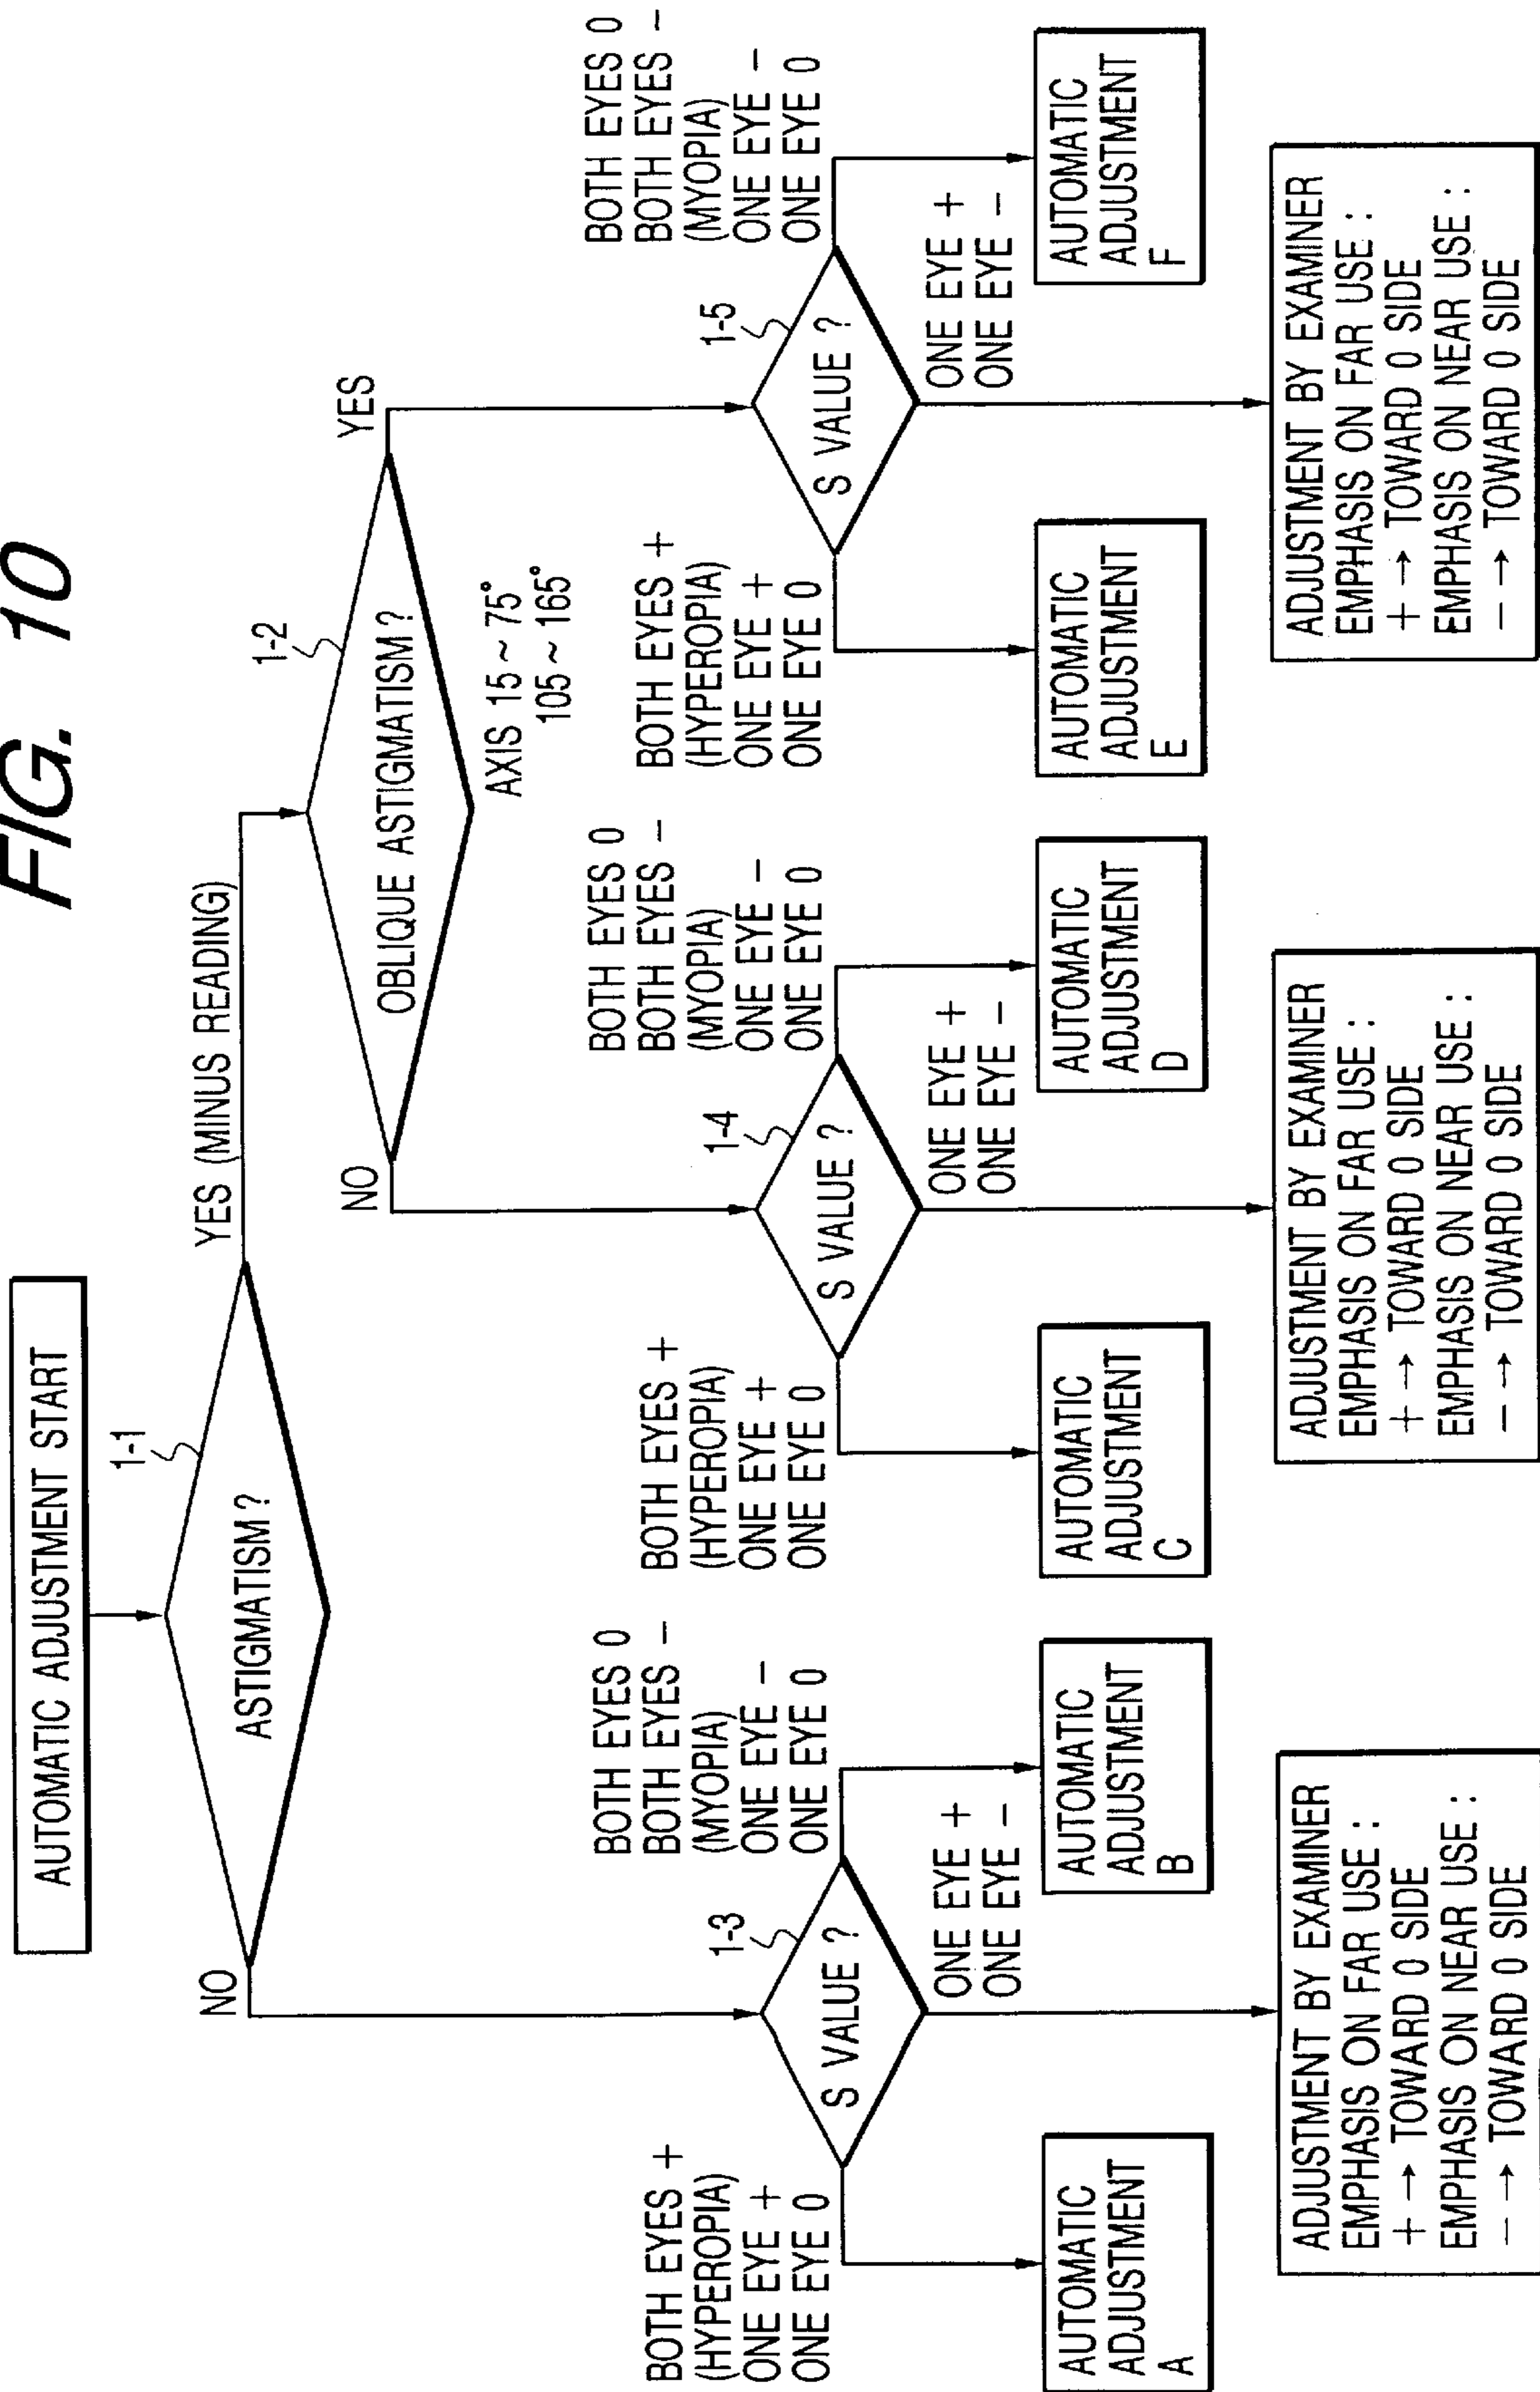 FIG. 10
AUTOMATIC ADJUSTMENT START
1-1
ASTIGMATISM?
NO
YES (MINUS READING)
1-2
OBLIQUE ASTIGMATISM?
AXIS 15 ~ 75°
105 ~ 165°
NO
YES
BOTH EYES +
(HYPEROPIA)
ONE EYE +
ONE EYE 0
1-3
S VALUE ?
BOTH EYES 0
BOTH EYES −
(MYOPIA)
ONE EYE −
ONE EYE 0
ONE EYE +
ONE EYE −
AUTOMATIC
ADJUSTMENT
A
AUTOMATIC
ADJUSTMENT
B
ADJUSTMENT BY EXAMINER
EMPHASIS ON FAR USE :
+ → TOWARD 0 SIDE
EMPHASIS ON NEAR USE :
− → TOWARD 0 SIDE
BOTH EYES +
(HYPEROPIA)
ONE EYE +
ONE EYE 0
1-4
S VALUE ?
BOTH EYES 0
BOTH EYES −
(MYOPIA)
ONE EYE −
ONE EYE 0
ONE EYE +
ONE EYE −
AUTOMATIC
ADJUSTMENT
C
AUTOMATIC
ADJUSTMENT
D
ADJUSTMENT BY EXAMINER
EMPHASIS ON FAR USE :
+ → TOWARD 0 SIDE
EMPHASIS ON NEAR USE :
− → TOWARD 0 SIDE
BOTH EYES +
(HYPEROPIA)
ONE EYE +
ONE EYE 0
1-5
S VALUE ?
BOTH EYES 0
BOTH EYES −
(MYOPIA)
ONE EYE −
ONE EYE 0
ONE EYE +
ONE EYE −
AUTOMATIC
ADJUSTMENT
E
AUTOMATIC
ADJUSTMENT
F
ADJUSTMENT BY EXAMINER
EMPHASIS ON FAR USE :
+ → TOWARD 0 SIDE
EMPHASIS ON NEAR USE :
− → TOWARD 0 SIDE